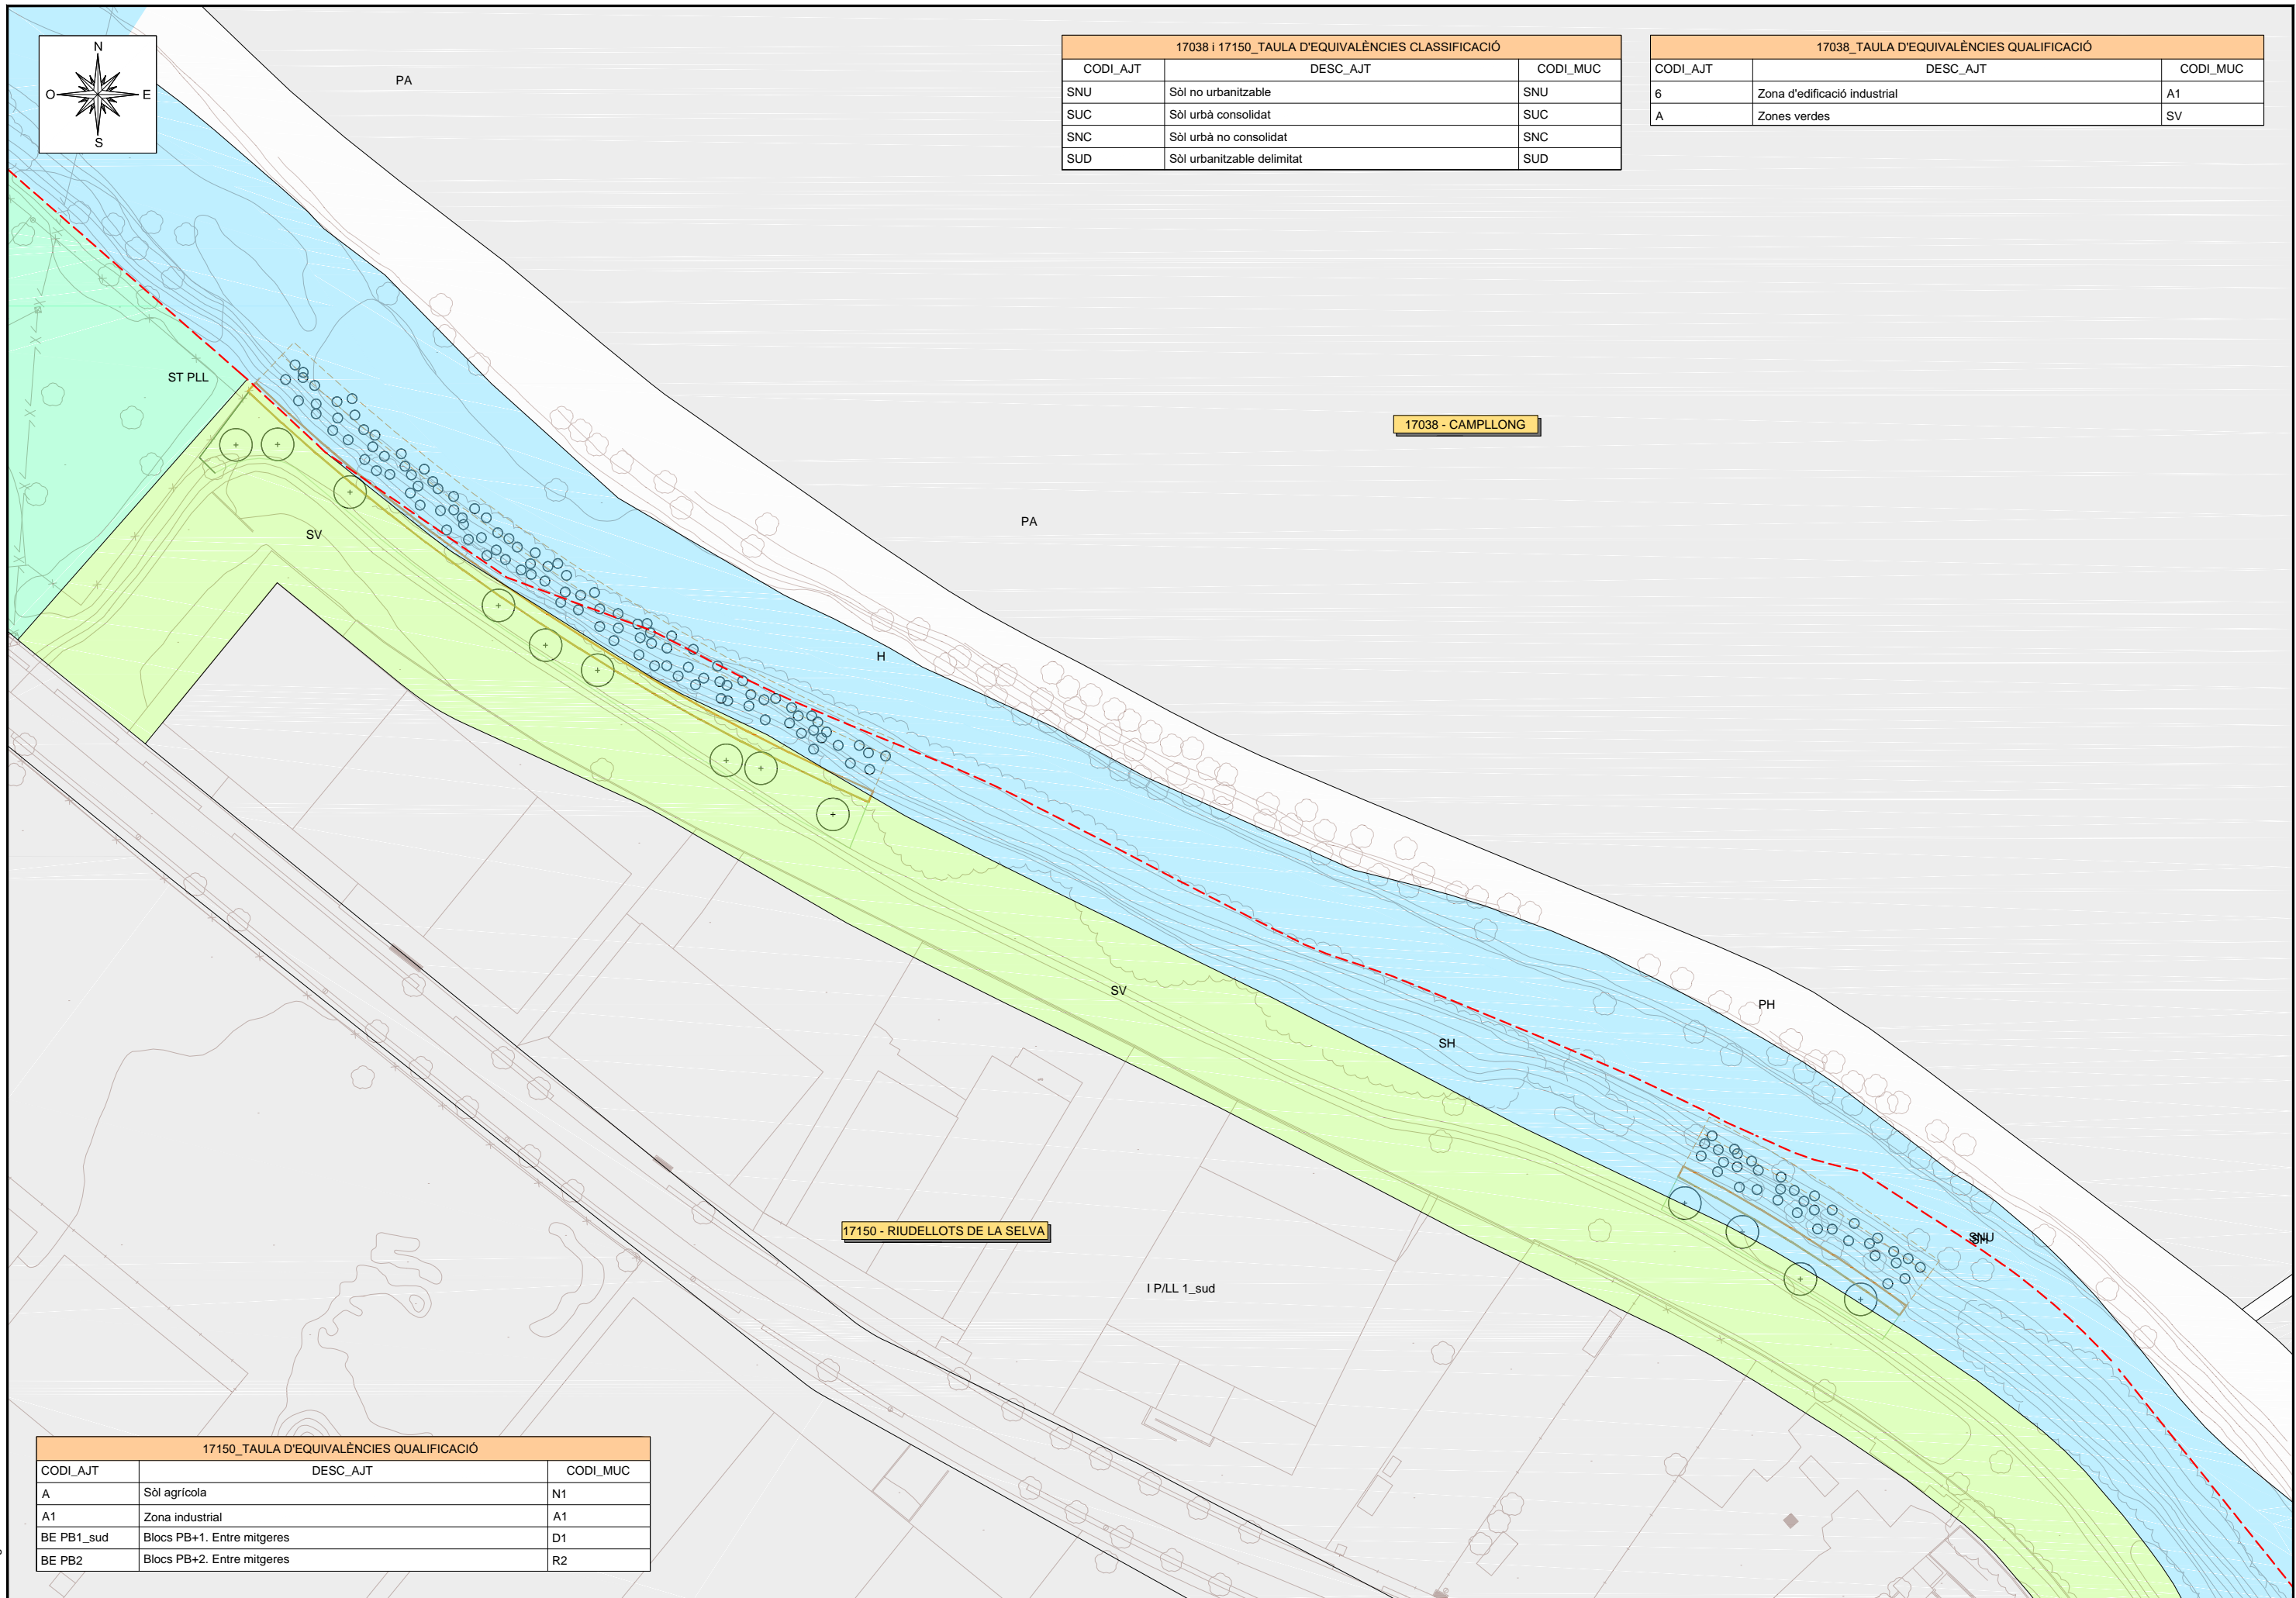 N
O E
S
17038 i 17150_TAULA D'EQUIVALÈNCIES CLASSIFICACIÓ
CODI_AJT DESC_AJT CODI_MUC
SNU Sòl no urbanitzable SNU
SUC Sòl urbà consolidat SUC
SNC Sòl urbà no consolidat SNC
SUD Sòl urbanitzable delimitat SUD
17038_TAULA D'EQUIVALÈNCIES QUALIFICACIÓ
CODI_AJT DESC_AJT CODI_MUC
6 Zona d'edificació industrial A1
A Zones verdes SV
PA
ST PLL
17038 - CAMPLLONG
PA
SV
H
SV
PH
SH
17150 - RIUDELLOTS DE LA SELVA
SNU
I P/LL 1_sud
17150_TAULA D'EQUIVALÈNCIES QUALIFICACIÓ
CODI_AJT DESC_AJT CODI_MUC
A Sòl agrícola N1
A1 Zona industrial A1
BE PB1_sud Blocs PB+1. Entre mitgeres D1
BE PB2 Blocs PB+2. Entre mitgeres R2